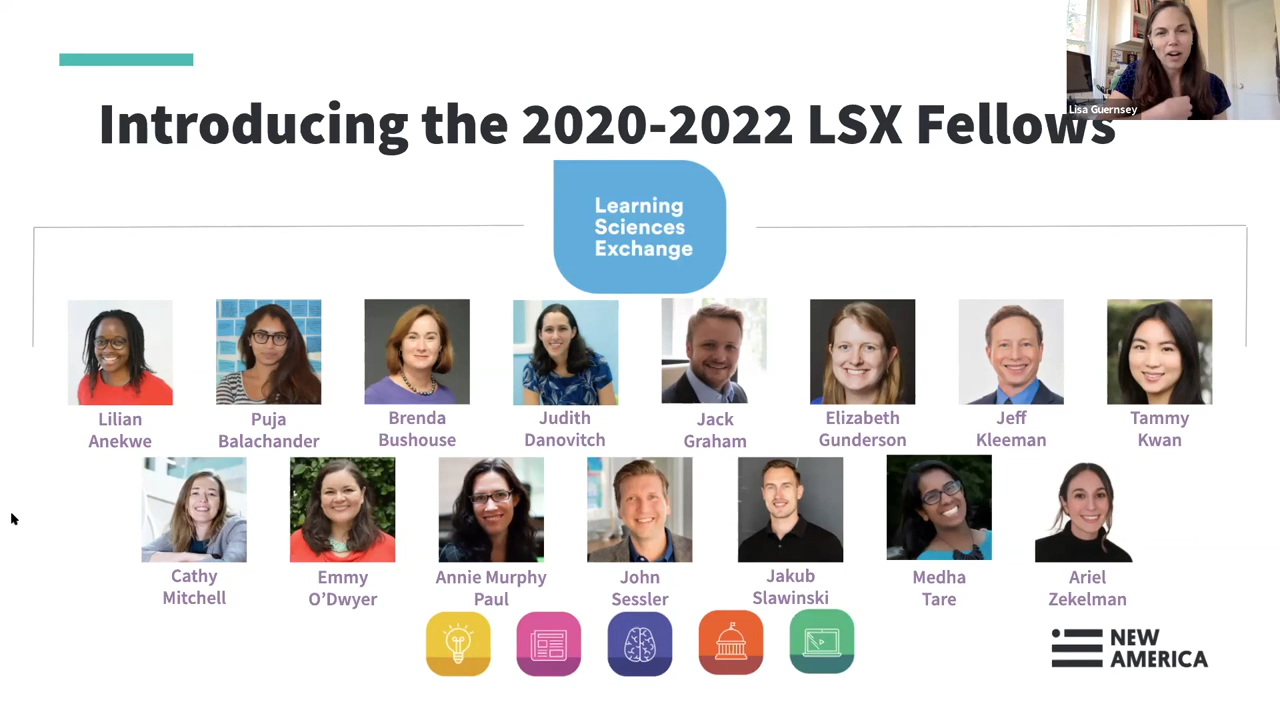 Lisa Guernsey
Introducing the 2020-2022 LSX Fellows
Learning
Sciences
Exchange
Lilian
Anekwe
Puja
Balachander
Brenda
Bushouse
Judith
Danovitch
Jack
Graham
Elizabeth
Gunderson
Jeff
Kleeman
Tammy
Kwan
Cathy
Mitchell
Emmy
O'Dwyer
Annie Murphy
Paul
John
Sessler
Jakub
Slawinski
Medha
Tare
Ariel
Zekelman
NEW
AMERICA